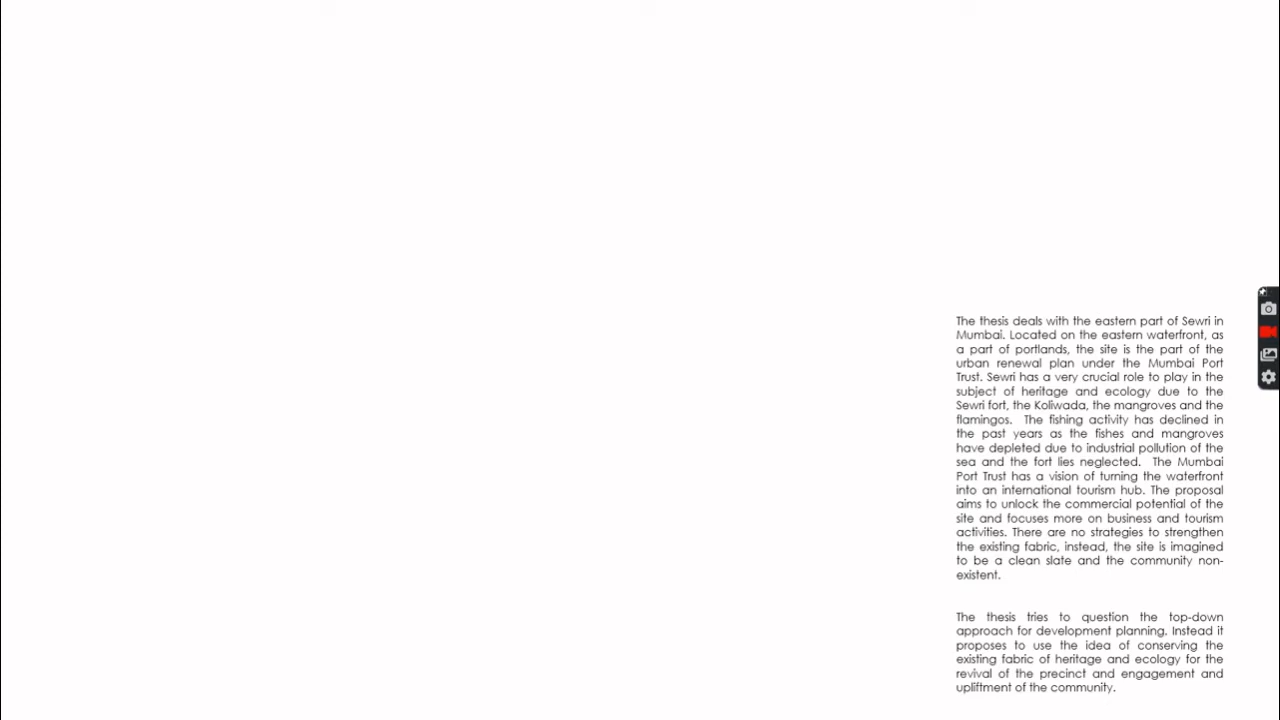 The thesis deals with the eastern part of Sewri in
Mumbai. Located on the eastern waterfront, as
a part of portlands, the site is the part of the
urban renewal plan under the Mumbai Port
Trust. Sewri has a very crucial role to play in the
subject of heritage and ecology due to the
Sewri fort, the Koliwada, the mangroves and the
flamingos. The fishing activity has declined in
the past years as the fishes and mangroves
have depleted due to industrial pollution of the
sea and the fort lies neglected. The Mumbai
Port Trust has a vision of turning the waterfront
into an international tourism hub. The proposal
aims to unlock the commercial potential of the
site and focuses more on business and tourism
activities. There are no strategies to strengthen
the existing fabric, instead, the site is imagined
to be a clean slate and the community non-
existent.
The thesis tries to question the top-down
approach for development planning. Instead it
proposes to use the idea of conserving the
existing fabric of heritage and ecology for the
revival of the precinct and engagement and
upliftment of the community.